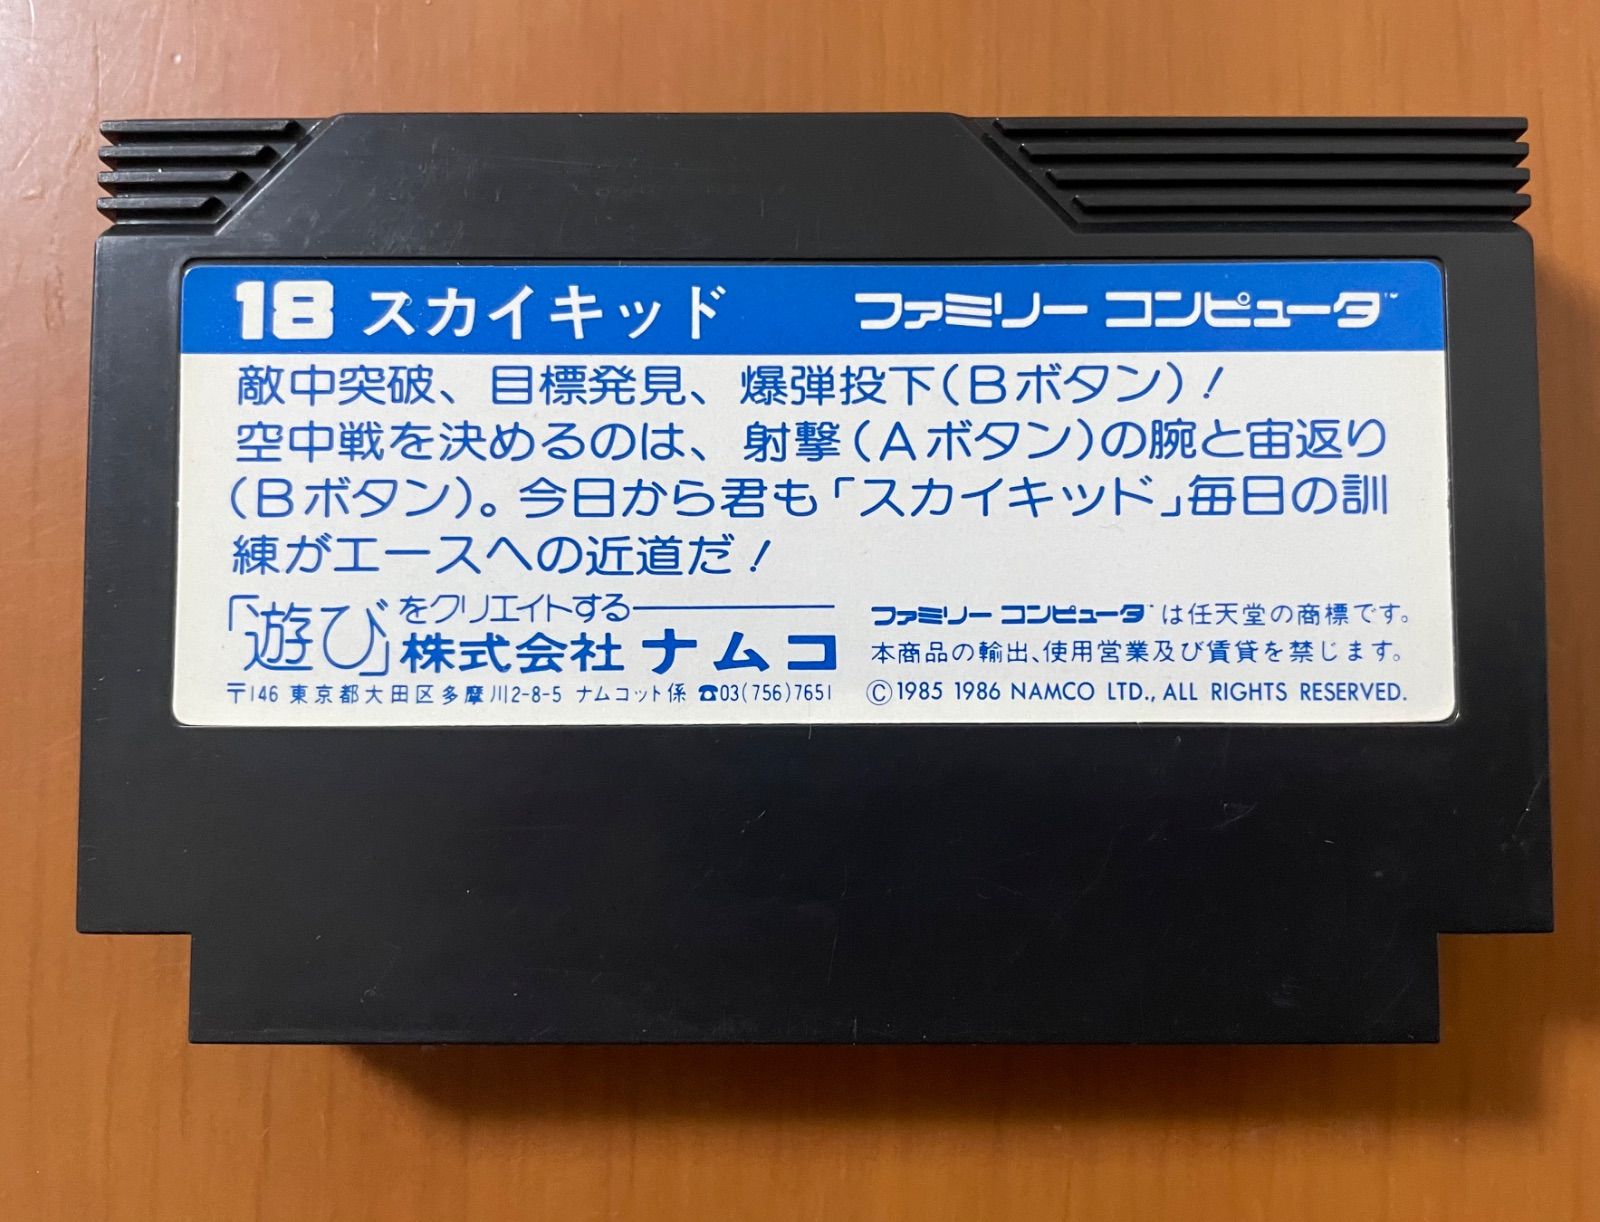 18 スカイキッド ファミリー コンピュータ™
敵中突破、目標発見、爆弾投下(Bボタン)!
空中戦を決めるのは、射撃(Aボタン)の腕と宙返り
(Bボタン)。今日から君も「スカイキッド」毎日の訓
練がエースへの近道だ!
「遊び」をクリエイトする
株式会社ナムコ
〒146 東京都大田区多摩川2-8-5 ナムコット係 ☎03(756)7651
ファミリー コンピュータ™は任天堂の商標です。
本商品の輸出、使用営業及び賃貸を禁じます。
©1985 1986 NAMCO LTD., ALL RIGHTS RESERVED.